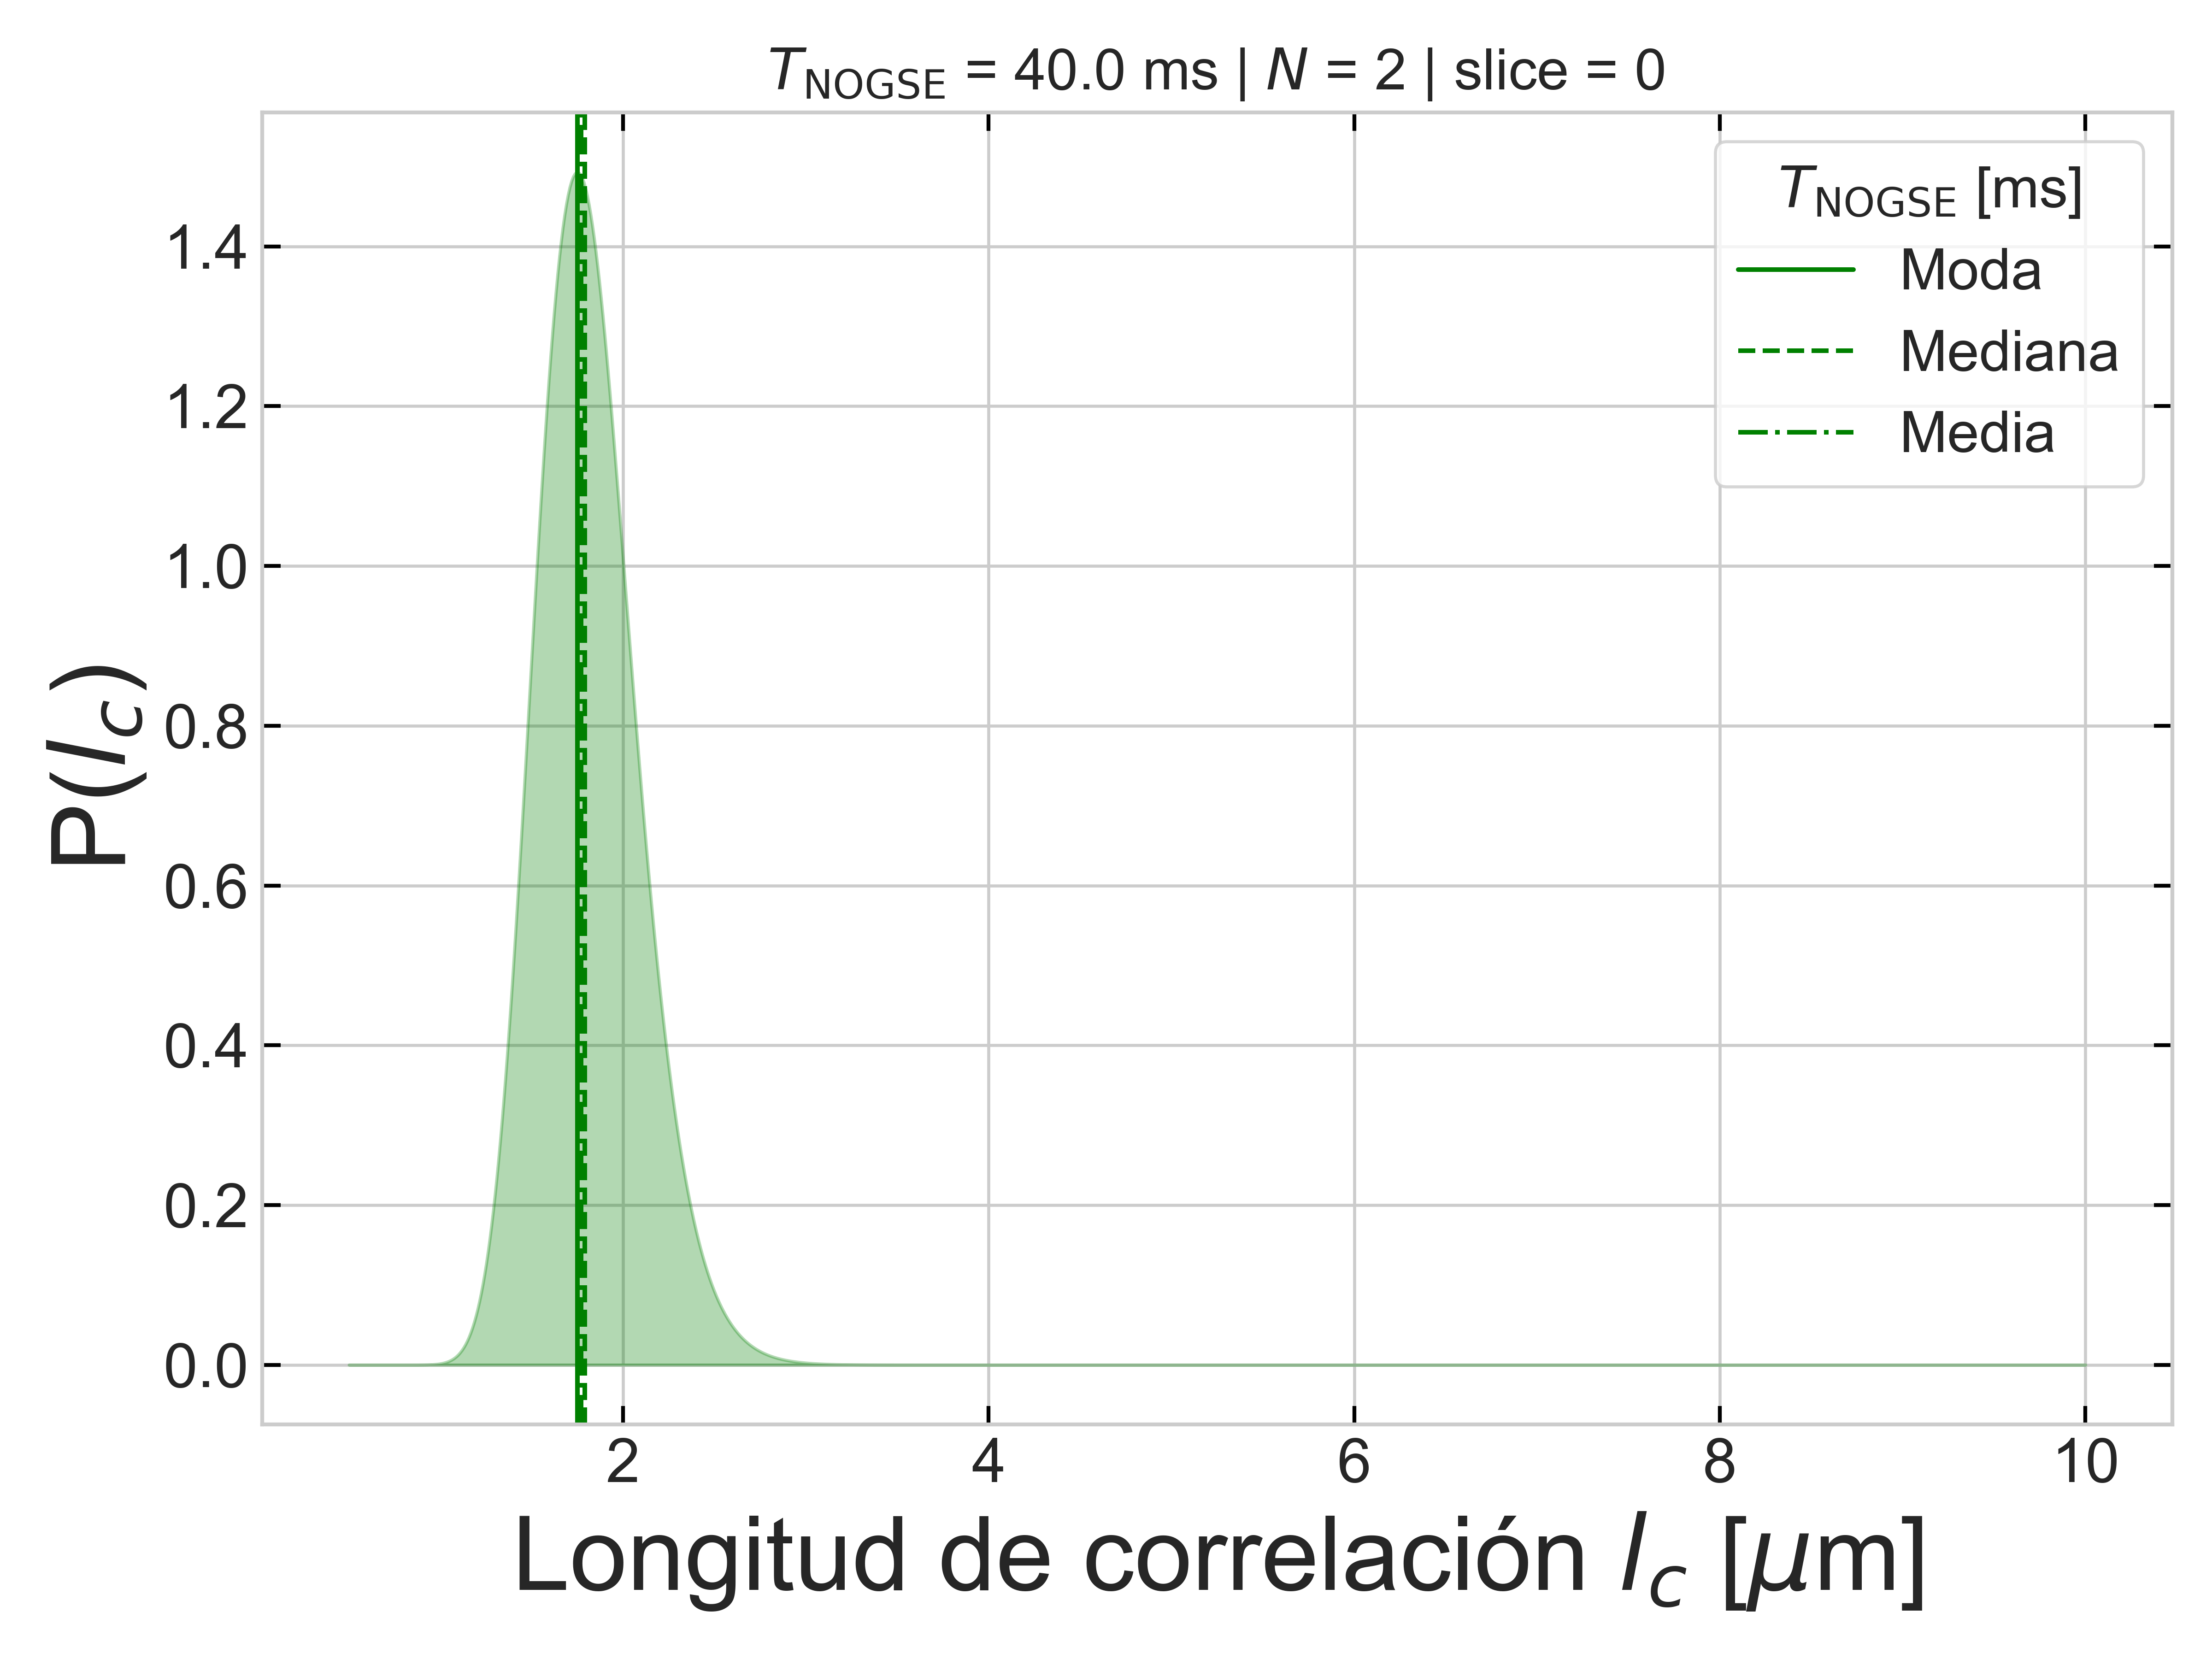 T_NOGSE = 40.0 ms | N = 2 | slice = 0
T_NOGSE [ms]
Moda
Mediana
Media
P(l_c)
1.4
1.2
1.0
0.8
0.6
0.4
0.2
0.0
2 4 6 8 10
Longitud de correlación l_c [μm]